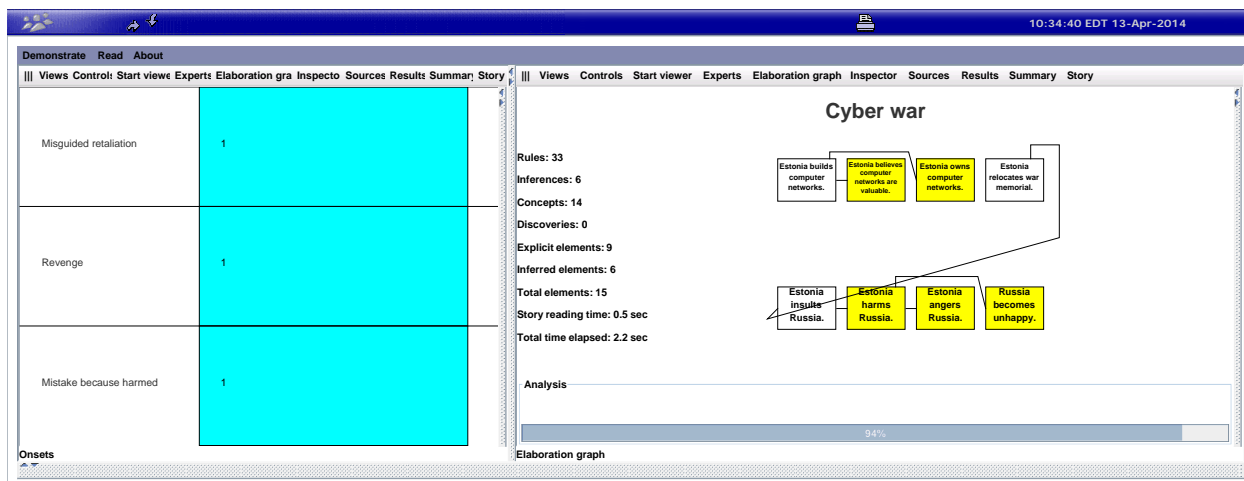 10:34:40 EDT 13-Apr-2014
Demonstrate Read About
||| Views Control: Start viewe Experts Elaboration gra Inspecto Sources Results Summar Story
Misguided retaliation 1
Revenge 1
Mistake because harmed 1
Onsets
||| Views Controls Start viewer Experts Elaboration graph Inspector Sources Results Summary Story
Cyber war
Rules: 33
Inferences: 6
Concepts: 14
Discoveries: 0
Explicit elements: 9
Inferred elements: 6
Total elements: 15
Story reading time: 0.5 sec
Total time elapsed: 2.2 sec
Estonia builds
computer
networks.
Estonia believes
computer
networks are
valuable.
Estonia owns
computer
networks.
Estonia
relocates war
memorial.
Estonia
insults
Russia.
Estonia
harms
Russia.
Estonia
angers
Russia.
Russia
becomes
unhappy.
Analysis
94%
Elaboration graph